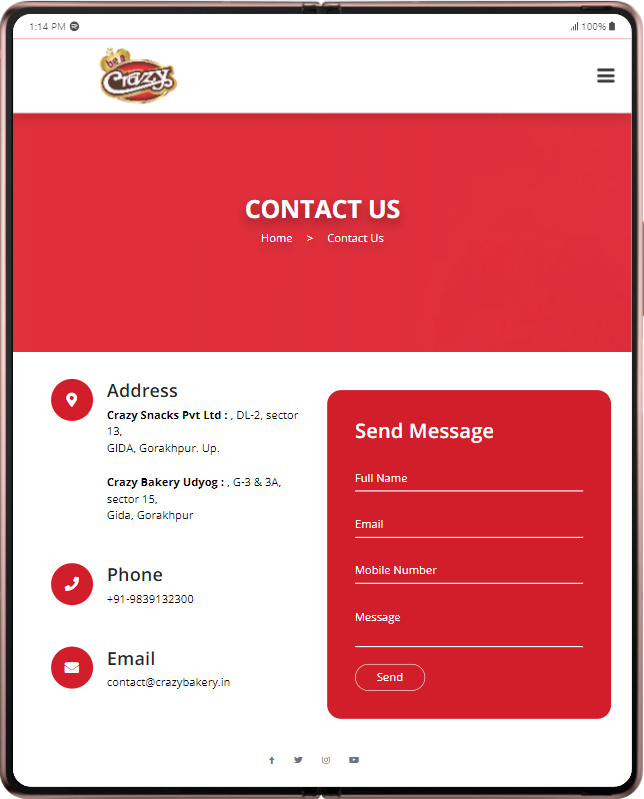 1:14 PM
100%
be a
Crazy
CONTACT US
Home > Contact Us
Address
Crazy Snacks Pvt Ltd : , DL-2, sector
13,
GIDA, Gorakhpur. Up.
Crazy Bakery Udyog : , G-3 & 3A,
sector 15,
Gida, Gorakhpur
Phone
+91-9839132300
Email
contact@crazybakery.in
Send Message
Full Name
Email
Mobile Number
Message
Send